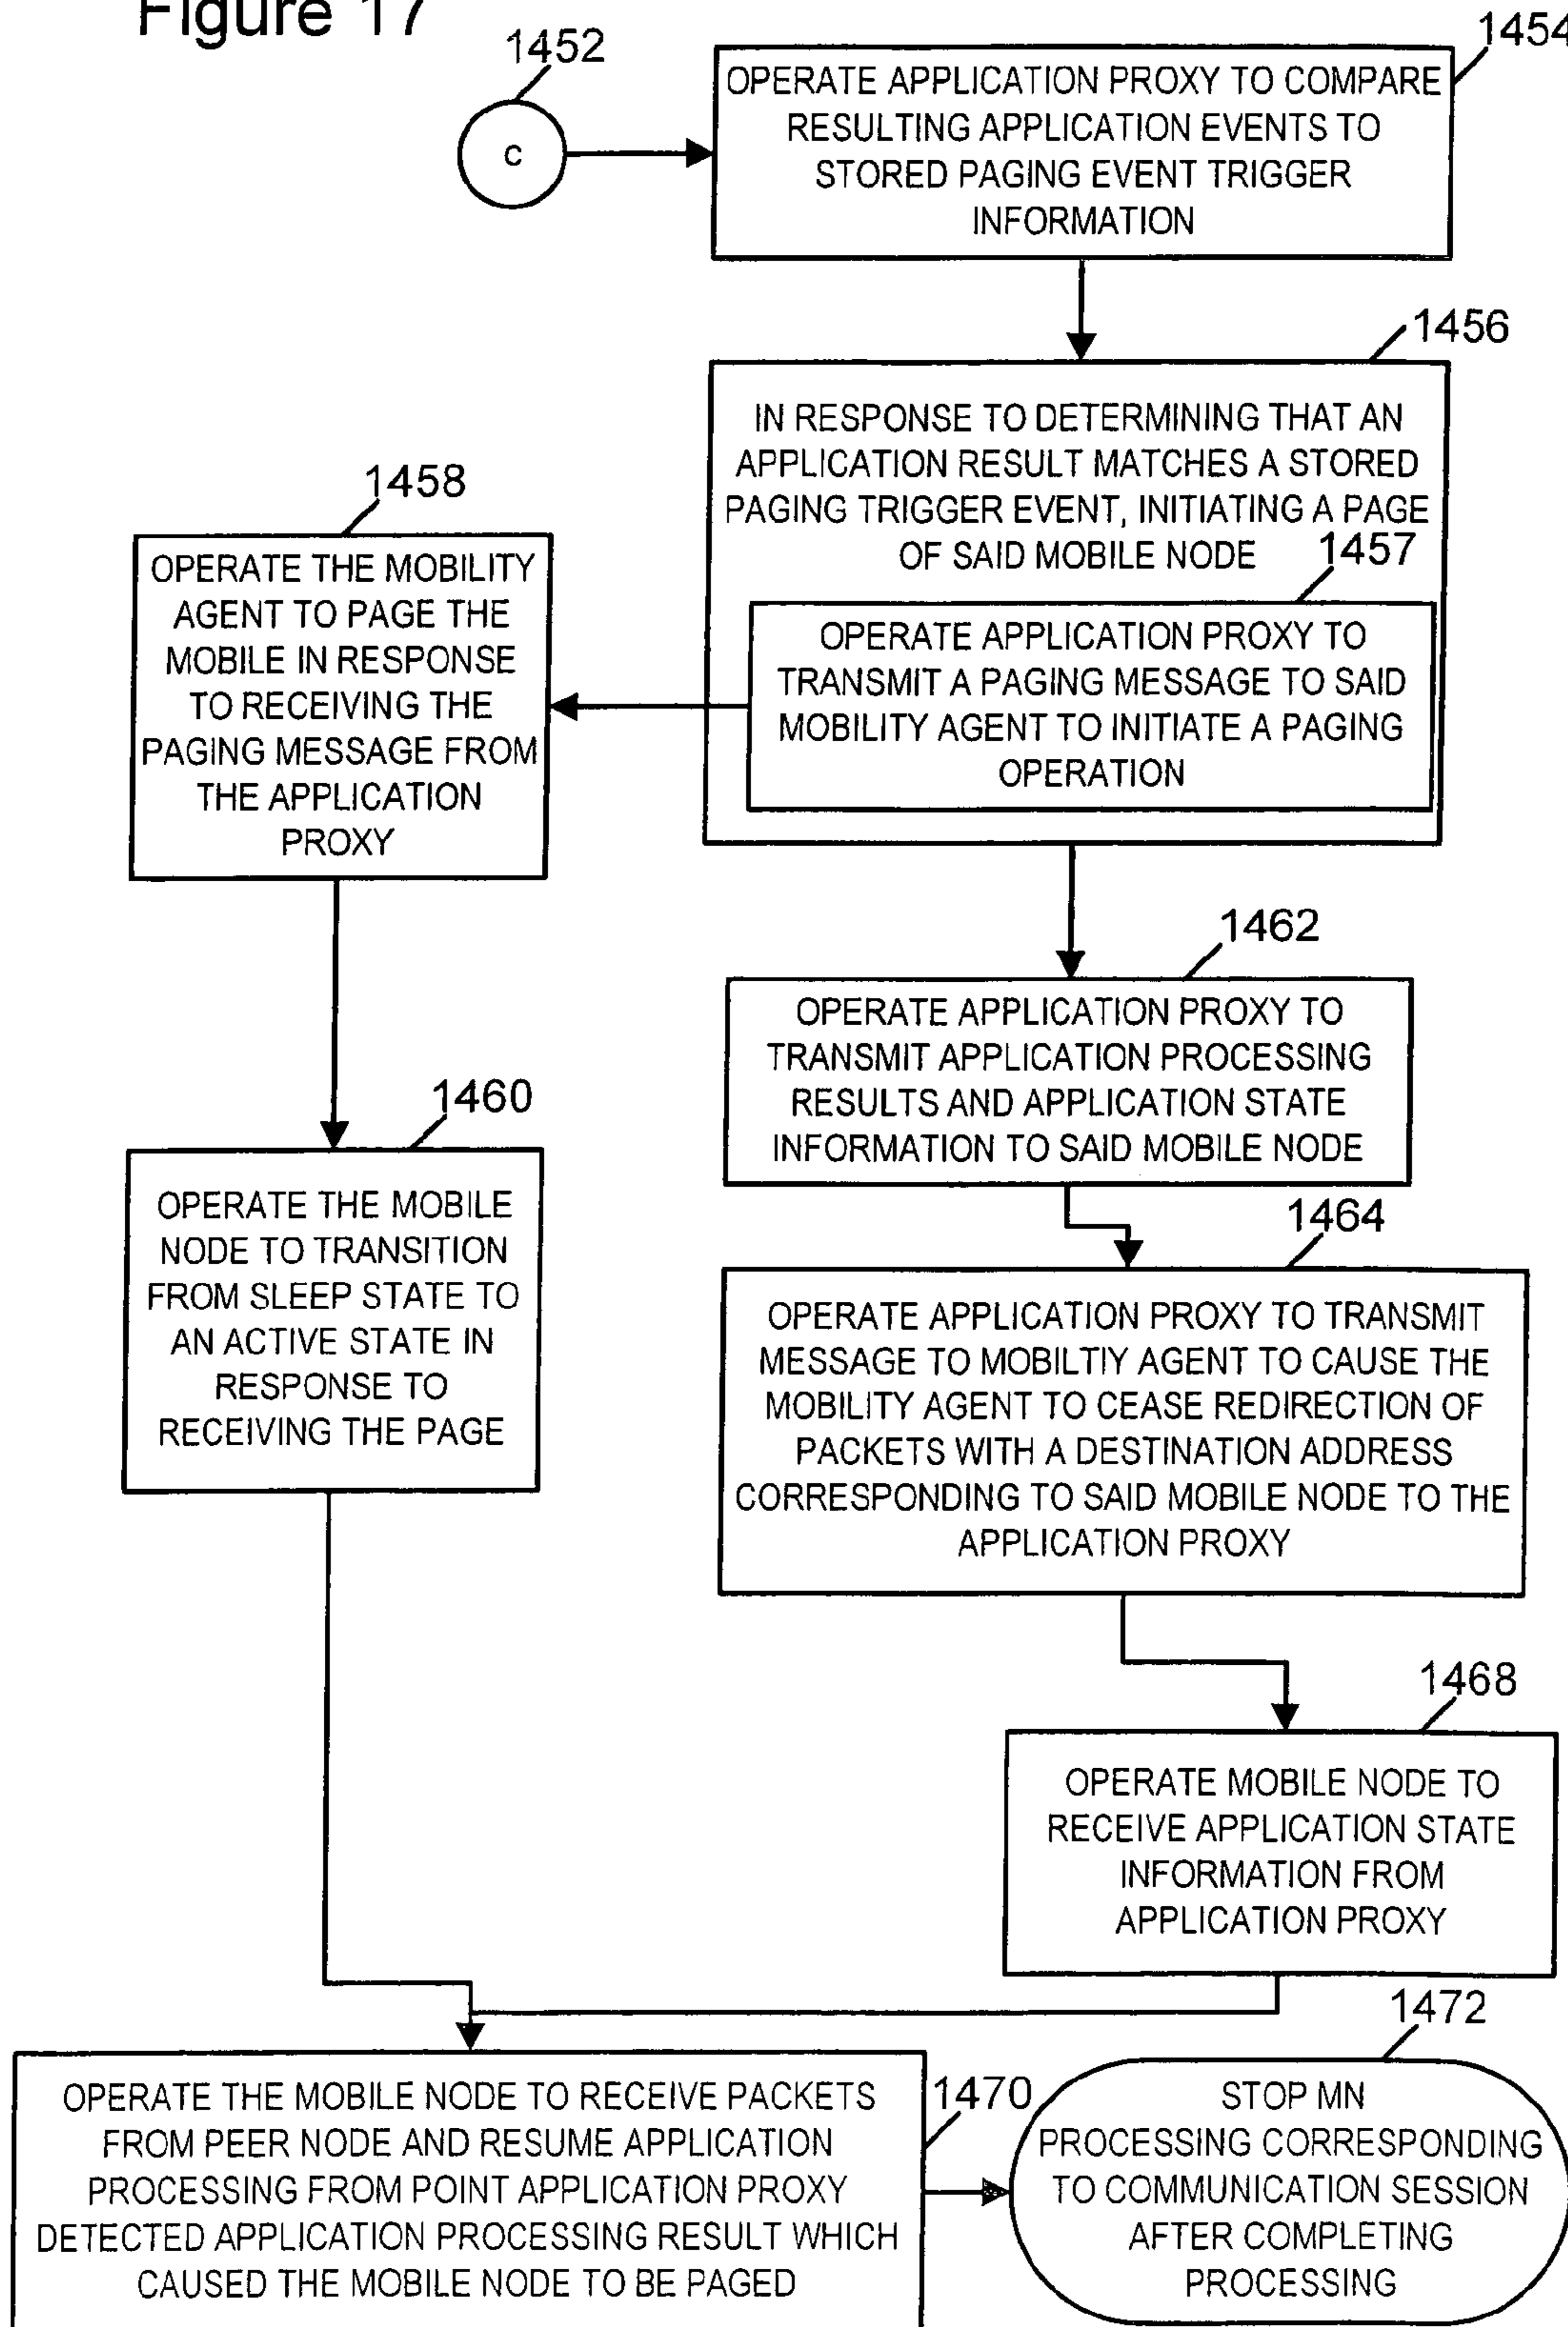 Figure 17
1452
c
1454
OPERATE APPLICATION PROXY TO COMPARE
RESULTING APPLICATION EVENTS TO
STORED PAGING EVENT TRIGGER
INFORMATION
1456
IN RESPONSE TO DETERMINING THAT AN
APPLICATION RESULT MATCHES A STORED
PAGING TRIGGER EVENT, INITIATING A PAGE
OF SAID MOBILE NODE
1457
OPERATE APPLICATION PROXY TO
TRANSMIT A PAGING MESSAGE TO SAID
MOBILITY AGENT TO INITIATE A PAGING
OPERATION
1458
OPERATE THE MOBILITY
AGENT TO PAGE THE
MOBILE IN RESPONSE
TO RECEIVING THE
PAGING MESSAGE FROM
THE APPLICATION
PROXY
1460
OPERATE THE MOBILE
NODE TO TRANSITION
FROM SLEEP STATE TO
AN ACTIVE STATE IN
RESPONSE TO
RECEIVING THE PAGE
1462
OPERATE APPLICATION PROXY TO
TRANSMIT APPLICATION PROCESSING
RESULTS AND APPLICATION STATE
INFORMATION TO SAID MOBILE NODE
1464
OPERATE APPLICATION PROXY TO TRANSMIT
MESSAGE TO MOBILTIY AGENT TO CAUSE THE
MOBILITY AGENT TO CEASE REDIRECTION OF
PACKETS WITH A DESTINATION ADDRESS
CORRESPONDING TO SAID MOBILE NODE TO THE
APPLICATION PROXY
1468
OPERATE MOBILE NODE TO
RECEIVE APPLICATION STATE
INFORMATION FROM
APPLICATION PROXY
1470
OPERATE THE MOBILE NODE TO RECEIVE PACKETS
FROM PEER NODE AND RESUME APPLICATION
PROCESSING FROM POINT APPLICATION PROXY
DETECTED APPLICATION PROCESSING RESULT WHICH
CAUSED THE MOBILE NODE TO BE PAGED
1472
STOP MN
PROCESSING CORRESPONDING
TO COMMUNICATION SESSION
AFTER COMPLETING
PROCESSING